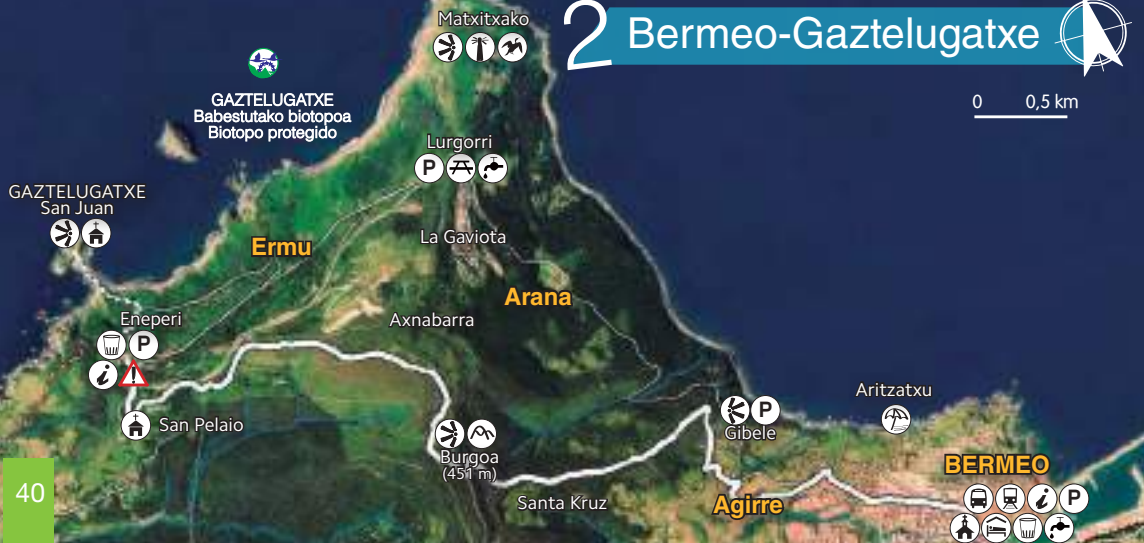 2 Bermeo-Gaztelugatxe
Matxitxako
0 0,5 km
GAZTELUGATXE
Babestutako biotopoa
Biotopo protegido
Lurgorri
P
GAZTELUGATXE
San Juan
La Gaviota
Ermu
Arana
Eneperi
P
i
Axnabarra
San Pelaio
Aritzatxu
P
Gibele
Burgoa
(451 m)
BERMEO
i P
Santa Kruz
Agirre
40